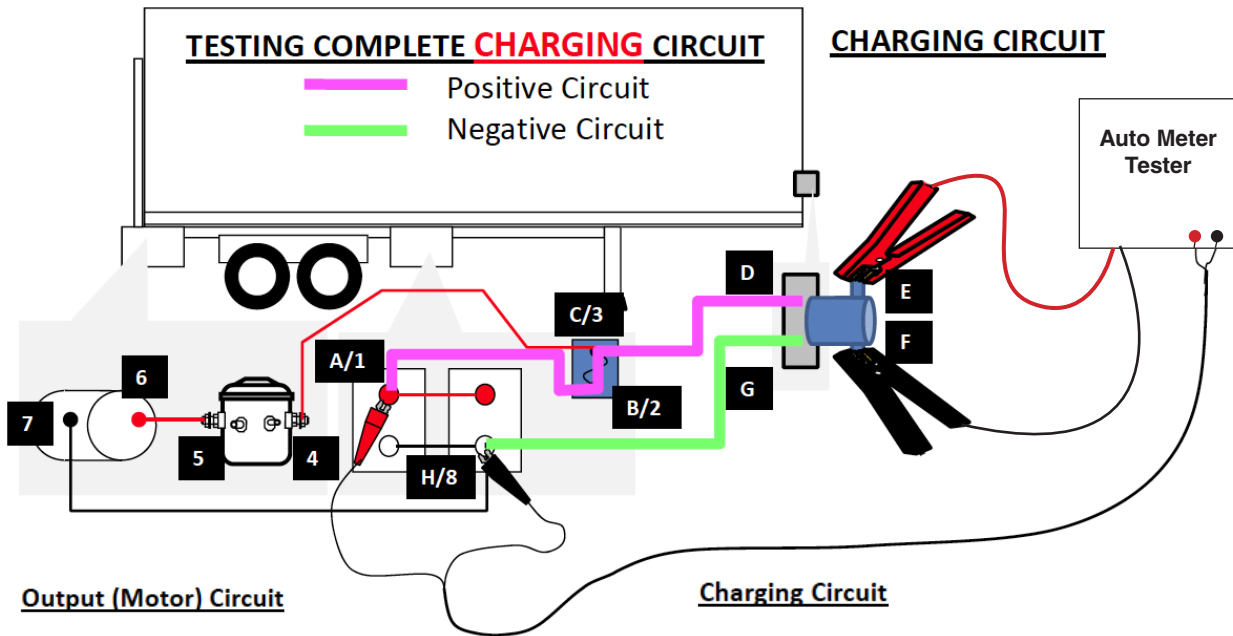 TESTING COMPLETE CHARGING CIRCUIT
Positive Circuit
Negative Circuit
CHARGING CIRCUIT
Auto Meter
Tester
D
E
C/3
F
A/1
6
B/2
G
7
5
4
H/8
Output (Motor) Circuit
Charging Circuit